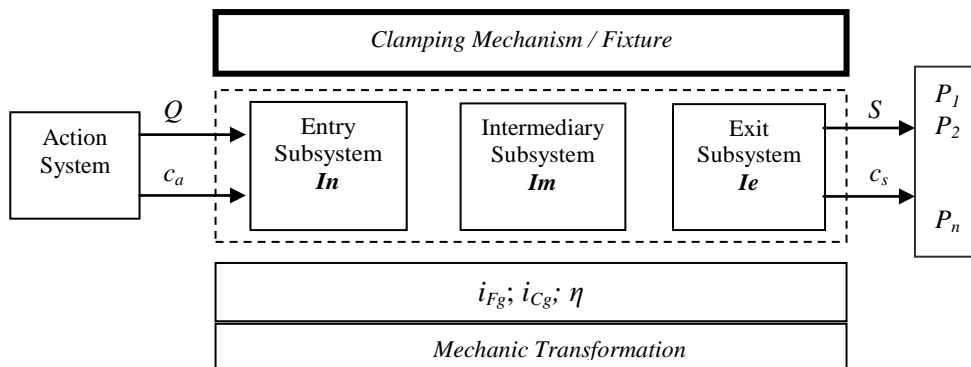 Clamping Mechanism / Fixture
Action
System
Q
c_a
Entry
Subsystem
In
Intermediary
Subsystem
Im
Exit
Subsystem
Ie
S
c_s
P_1
P_2
P_n
i_Fg; i_Cg; η
Mechanic Transformation